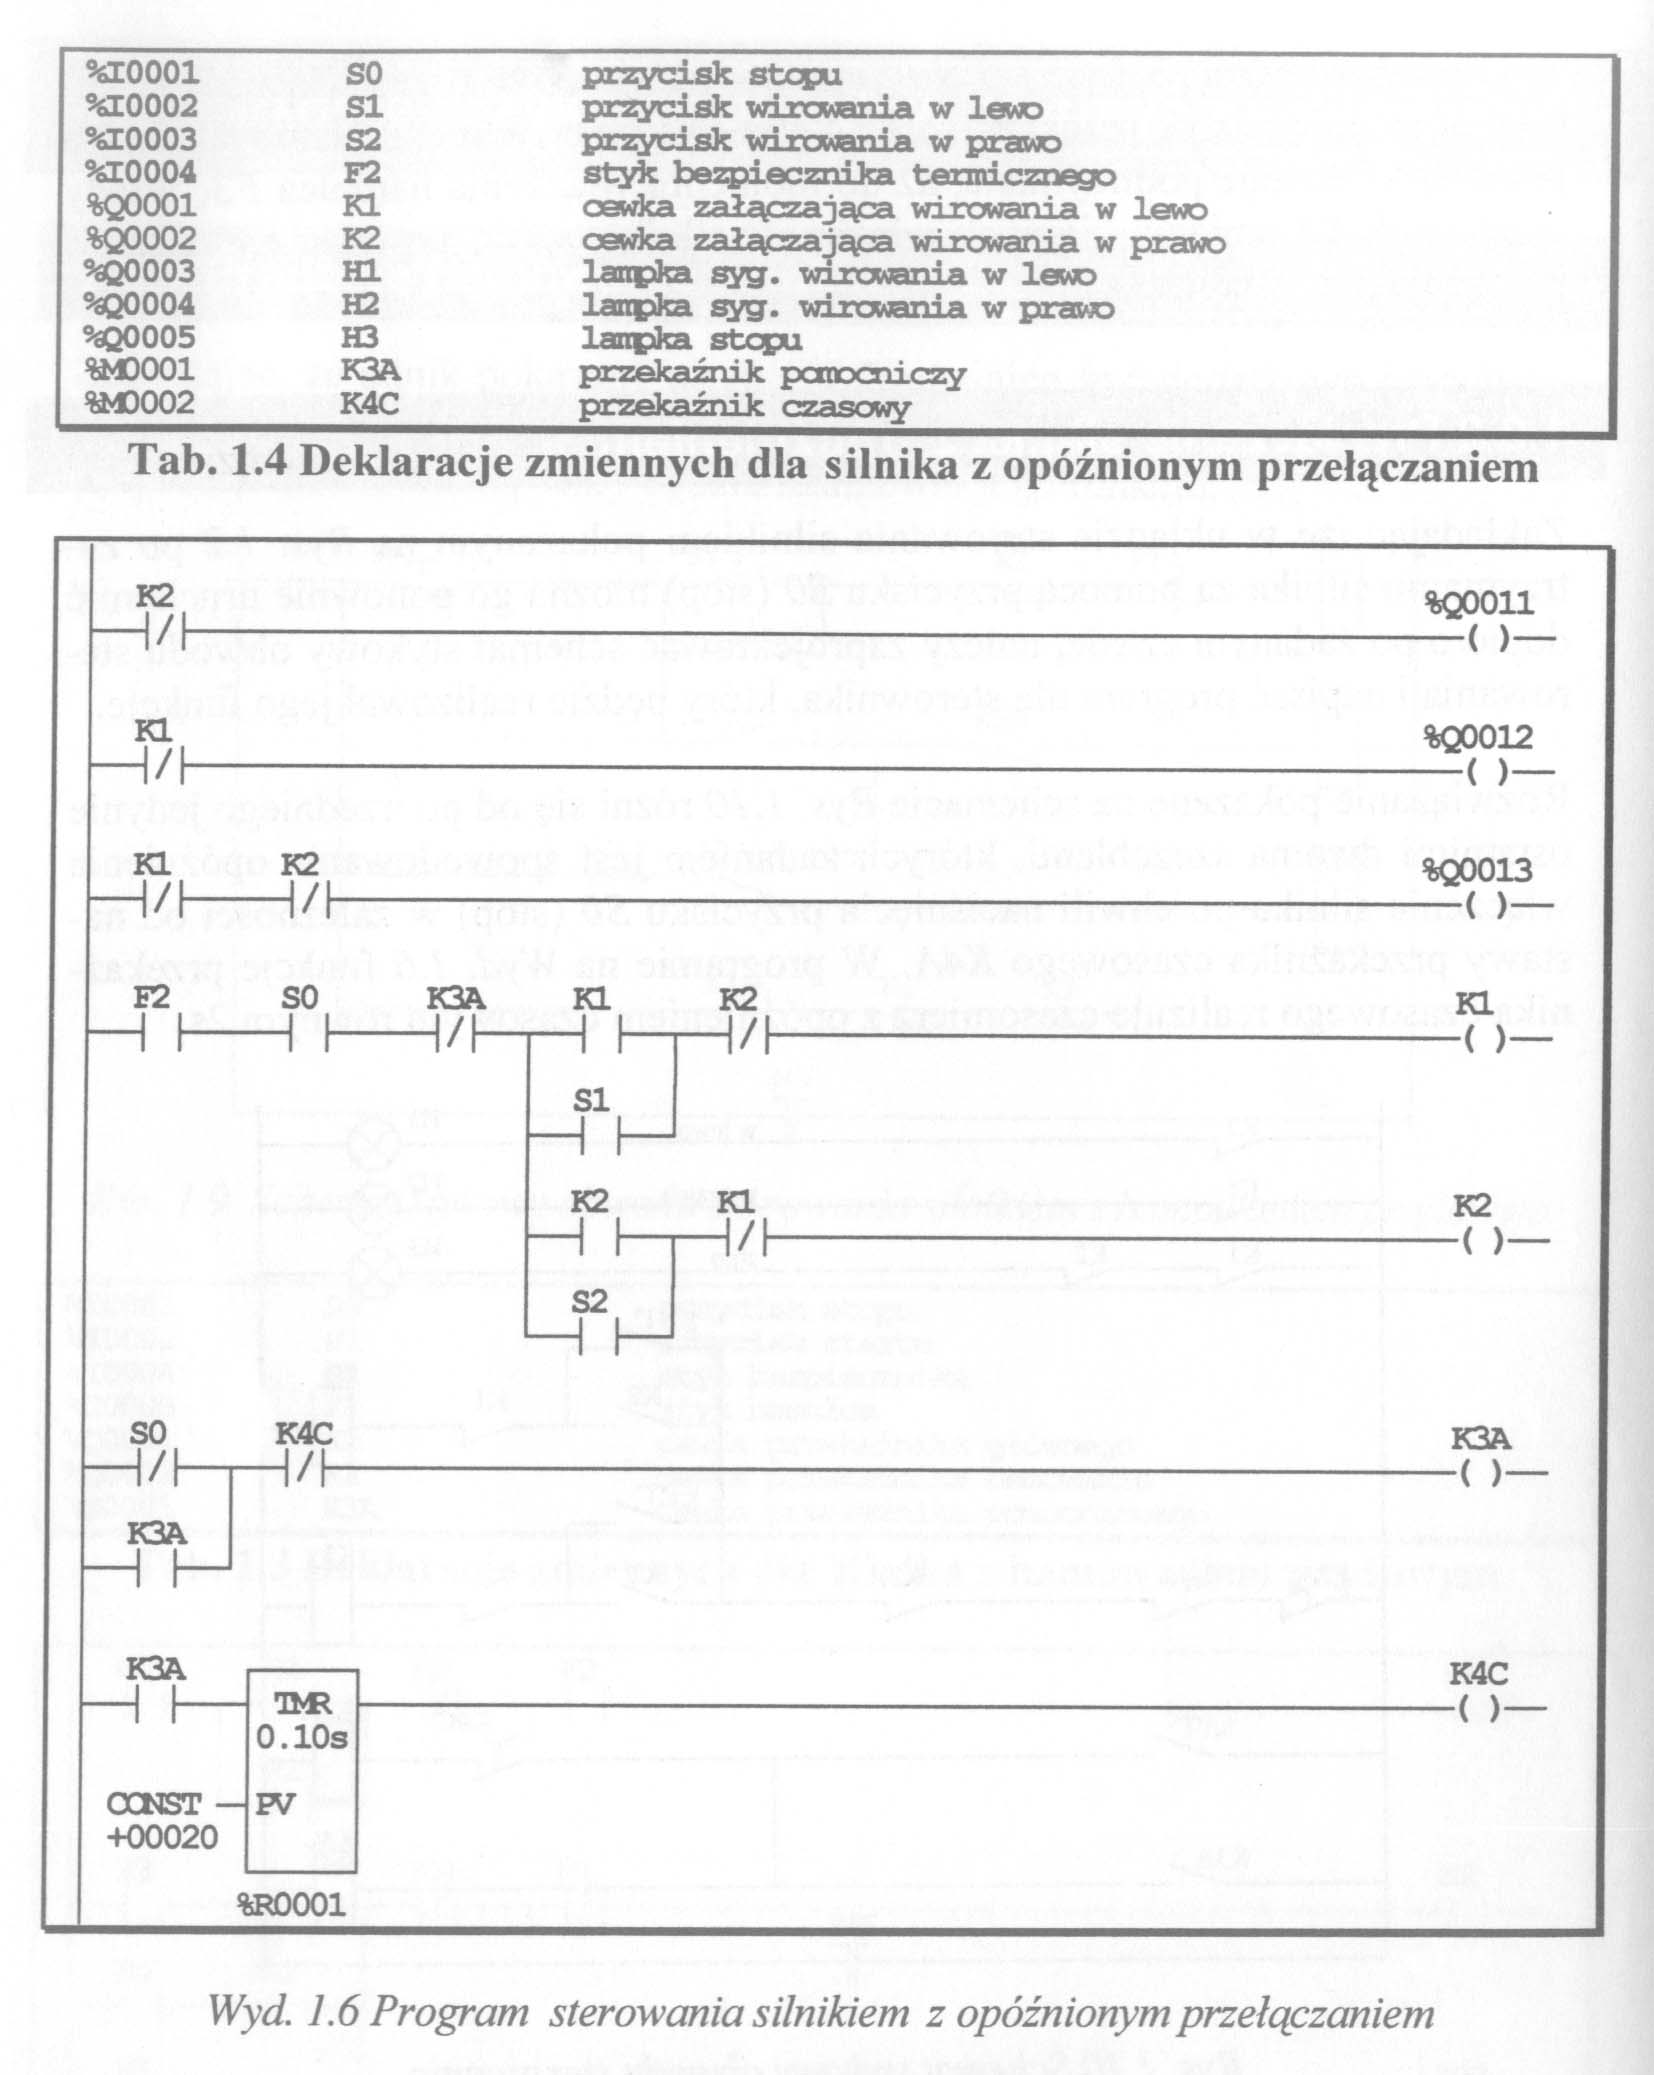 %I0001 S0 przycisk stopu
%I0002 S1 przycisk wirowania w lewo
%I0003 S2 przycisk wirowania w prawo
%I0004 F2 styk bezpiecznika termicznego
%Q0001 K1 cewka załączająca wirowania w lewo
%Q0002 K2 cewka załączająca wirowania w prawo
%Q0003 H1 lampka syg. wirowania w lewo
%Q0004 H2 lampka syg. wirowania w prawo
%Q0005 H3 lampka stopu
%M0001 K3A przekaźnik pomocniczy
%M0002 K4C przekaźnik czasowy
Tab. 1.4 Deklaracje zmiennych dla silnika z opóźnionym przełączaniem
K2 %Q0011
K1 %Q0012
K1 K2 %Q0013
F2 S0 K3A K1 K2 K1
S1
K2 K1 K2
S2
S0 K4C K3A
K3A
K3A K4C
TMR
0.10s
CONST PV
+00020
%R0001
Wyd. 1.6 Program sterowania silnikiem z opóźnionym przełączaniem